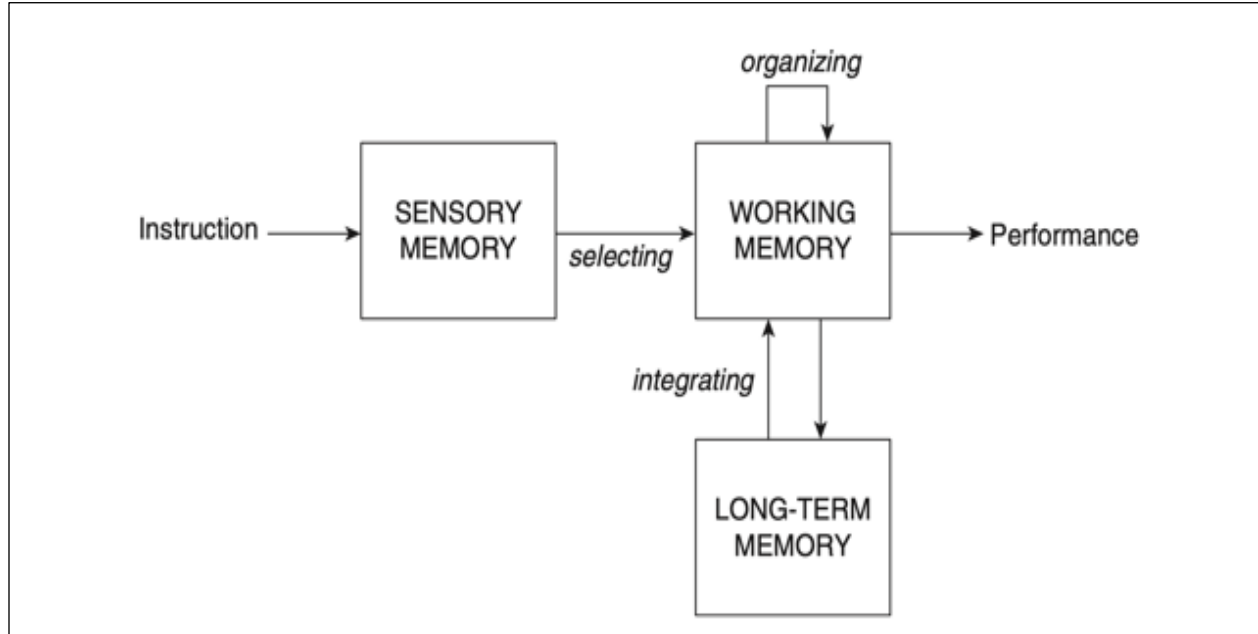 organizing
Instruction
SENSORY
MEMORY
selecting
WORKING
MEMORY
Performance
integrating
LONG-TERM
MEMORY